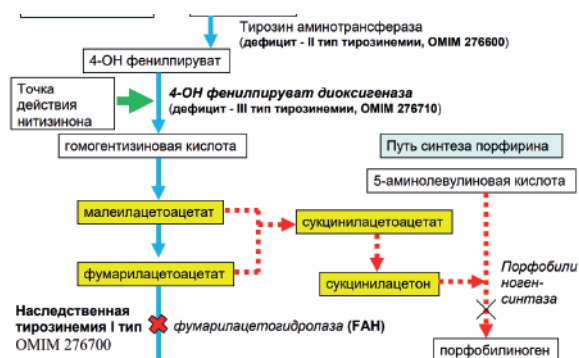 Тирозин аминотрансфераза
(дефицит - II тип тирозинемии, OMIM 276600)
4-ОН фенилпируват
Точка
действия
нитизинона
4-ОН фенилпируват диоксигеназа
(дефицит - III тип тирозинемии, OMIM 276710)
гомогентизиновая кислота
Путь синтеза порфирина
5-аминолевулиновая кислота
малеилацетоацетат
сукцинилацетоацетат
фумарилацетоацетат
сукцинилацетон
Порфобили
ноген-
синтаза
Наследственная
тирозинемия I тип
OMIM 276700
фумарилацетогидролаза (FAH)
порфобилиноген